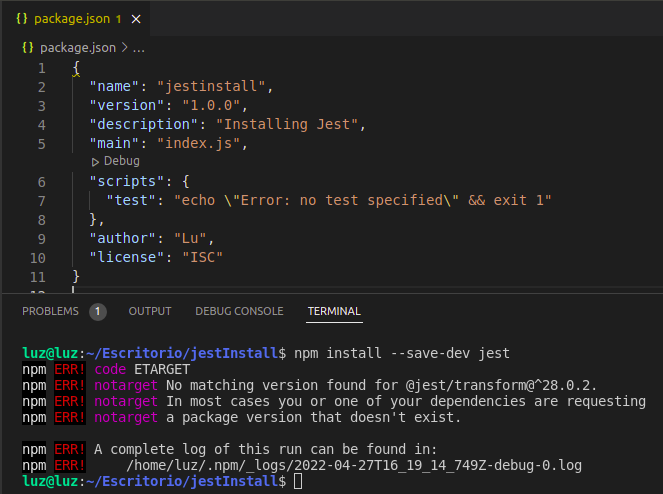 {} package.json 1 ×
{} package.json > ...
1 {
2 "name": "jestinstall",
3 "version": "1.0.0",
4 "description": "Installing Jest",
5 "main": "index.js",
▷ Debug
6 "scripts": {
7 "test": "echo \"Error: no test specified\" && exit 1"
8 },
9 "author": "Lu",
10 "license": "ISC"
11 }
12
PROBLEMS 1 OUTPUT DEBUG CONSOLE TERMINAL
luz@luz:~/Escritorio/jestInstall$ npm install --save-dev jest
npm ERR! code ETARGET
npm ERR! notarget No matching version found for @jest/transform@^28.0.2.
npm ERR! notarget In most cases you or one of your dependencies are requesting
npm ERR! notarget a package version that doesn't exist.
npm ERR! A complete log of this run can be found in:
npm ERR!     /home/luz/.npm/_logs/2022-04-27T16_19_14_749Z-debug-0.log
luz@luz:~/Escritorio/jestInstall$